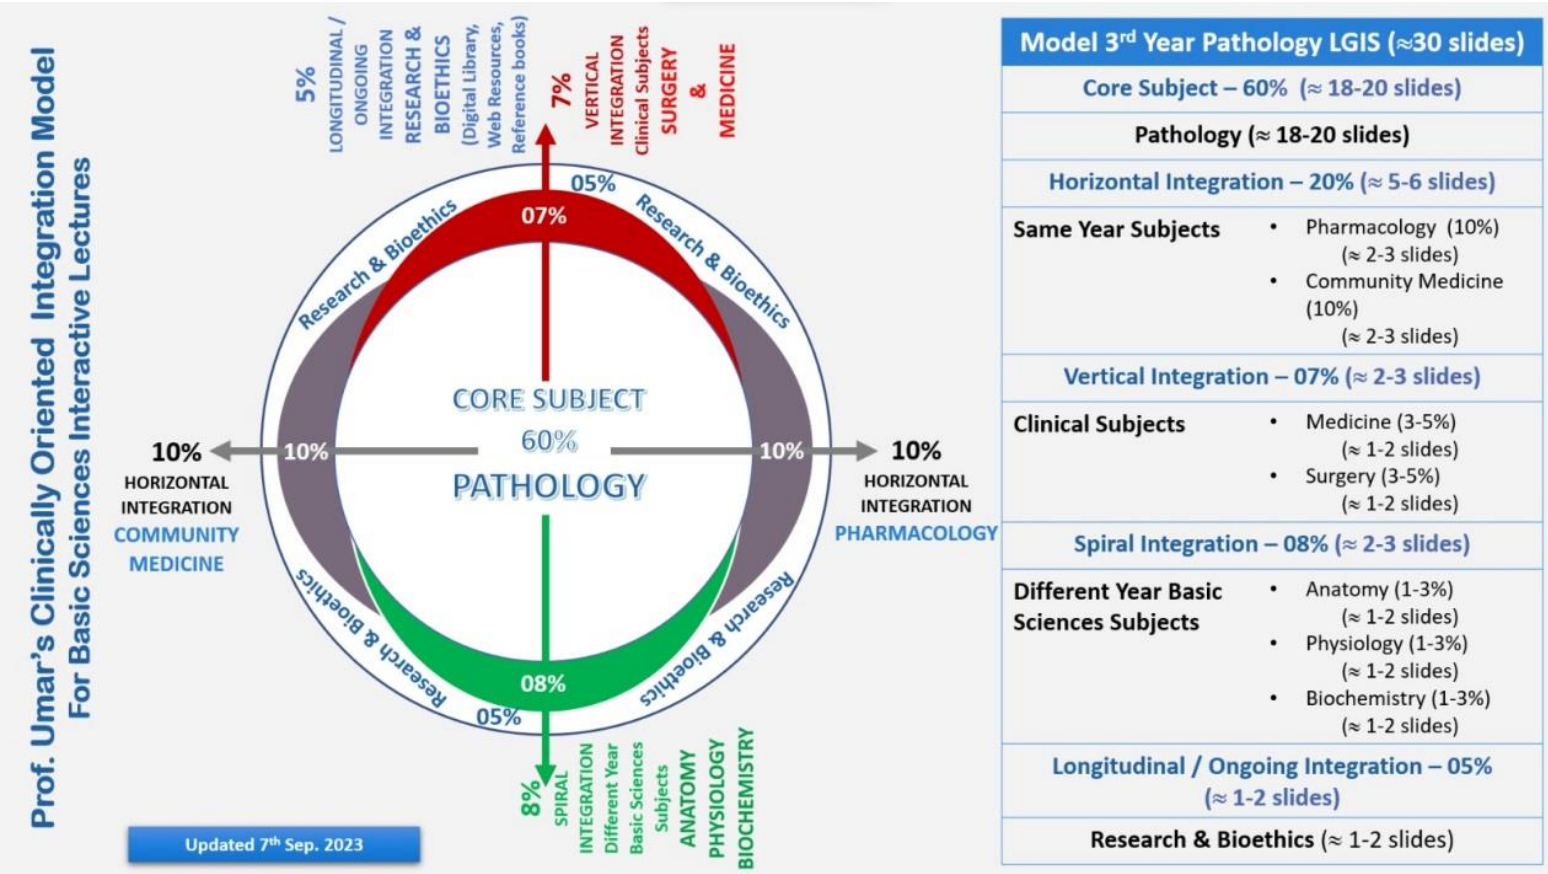 Prof. Umar's Clinically Oriented Integration Model
For Basic Sciences Interactive Lectures
5%
LONGITUDINAL /
ONGOING
INTEGRATION
RESEARCH &
BIOETHICS
(Digital Library,
Web Resources,
Reference books)
7%
VERTICAL
INTEGRATION
Clinical Subjects
SURGERY
&
MEDICINE
05%
07%
Research & Bioethics
Research & Bioethics
CORE SUBJECT
60%
PATHOLOGY
10%
10%
10%
HORIZONTAL
INTEGRATION
COMMUNITY
MEDICINE
10%
HORIZONTAL
INTEGRATION
PHARMACOLOGY
Research & Bioethics
Research & Bioethics
08%
05%
8%
SPIRAL
INTEGRATION
Different Year
Basic Sciences
Subjects
ANATOMY
PHYSIOLOGY
BIOCHEMISTRY
Updated 7th Sep. 2023
Model 3rd Year Pathology LGIS (≈30 slides)
Core Subject – 60% (≈ 18-20 slides)
Pathology (≈ 18-20 slides)
Horizontal Integration – 20% (≈ 5-6 slides)
Same Year Subjects
• Pharmacology (10%)
(≈ 2-3 slides)
• Community Medicine
(10%)
(≈ 2-3 slides)
Vertical Integration – 07% (≈ 2-3 slides)
Clinical Subjects
• Medicine (3-5%)
(≈ 1-2 slides)
• Surgery (3-5%)
(≈ 1-2 slides)
Spiral Integration – 08% (≈ 2-3 slides)
Different Year Basic
Sciences Subjects
• Anatomy (1-3%)
(≈ 1-2 slides)
• Physiology (1-3%)
(≈ 1-2 slides)
• Biochemistry (1-3%)
(≈ 1-2 slides)
Longitudinal / Ongoing Integration – 05%
(≈ 1-2 slides)
Research & Bioethics (≈ 1-2 slides)